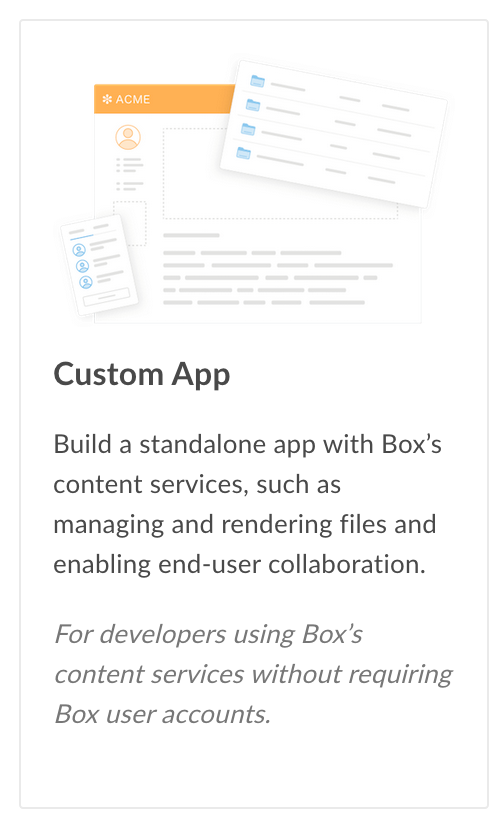 ✻ ACME
Custom App
Build a standalone app with Box’s
content services, such as
managing and rendering files and
enabling end-user collaboration.
For developers using Box’s
content services without requiring
Box user accounts.